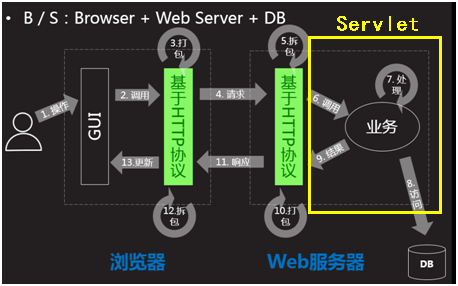 • B / S : Browser + Web Server + DB
Servlet
3.打包
5.拆包
7.处理
1.操作
GUI
2.调用
基于HTTP协议
4.请求
基于HTTP协议
6.调用
业务
13.更新
11.响应
9.结果
8.访问
12.拆包
10.打包
浏览器
Web服务器
DB